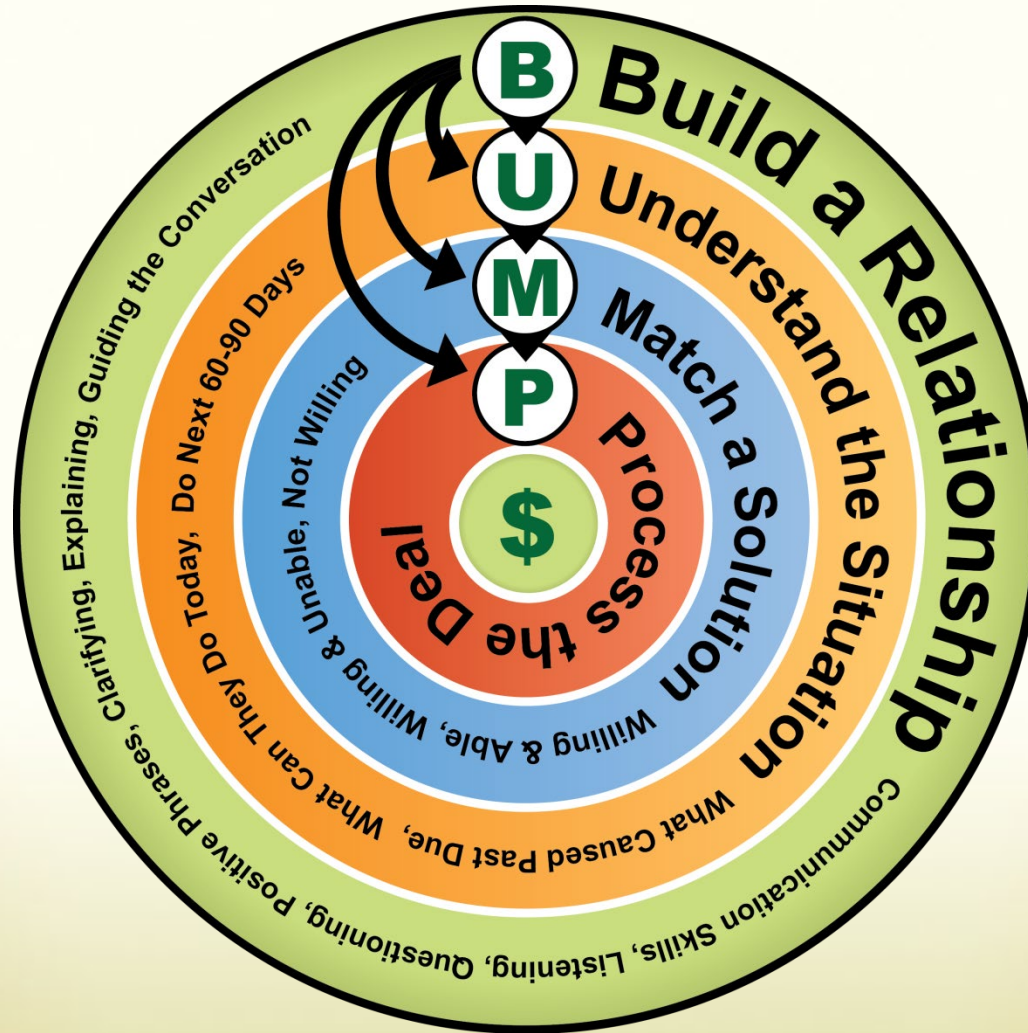 B
Build a Relationship
Communication Skills, Listening, Questioning, Positive Phrases, Clarifying, Explaining, Guiding the Conversation
U
Understand the Situation
What Caused Past Due, What Can They Do Today, Do Next 60-90 Days
M
Match a Solution
Willing & Able, Willing & Unable, Not Willing
P
Process the Deal
$